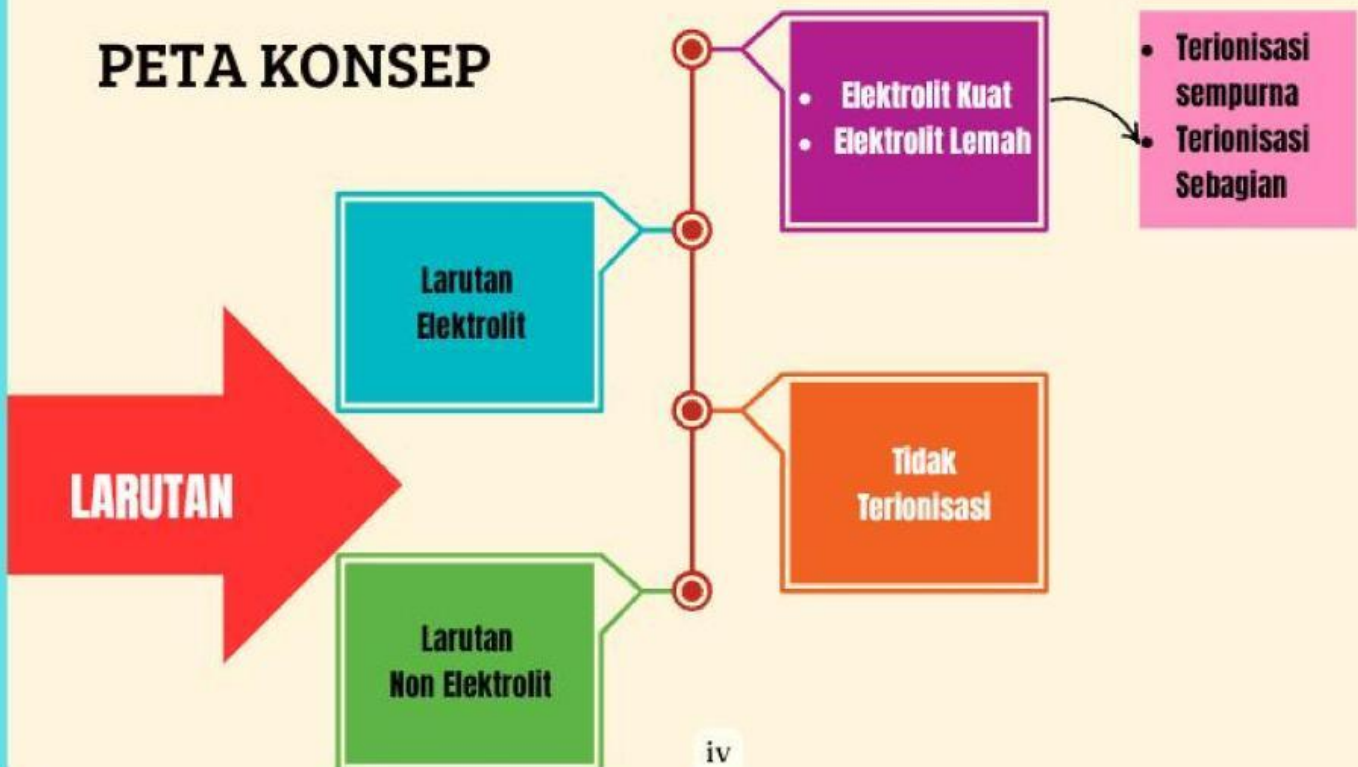 PETA KONSEP
• Elektrolit Kuat
• Elektrolit Lemah
• Terionisasi
sempurna
• Terionisasi
Sebagian
Larutan
Elektrolit
LARUTAN
Tidak
Terionisasi
Larutan
Non Elektrolit
iv